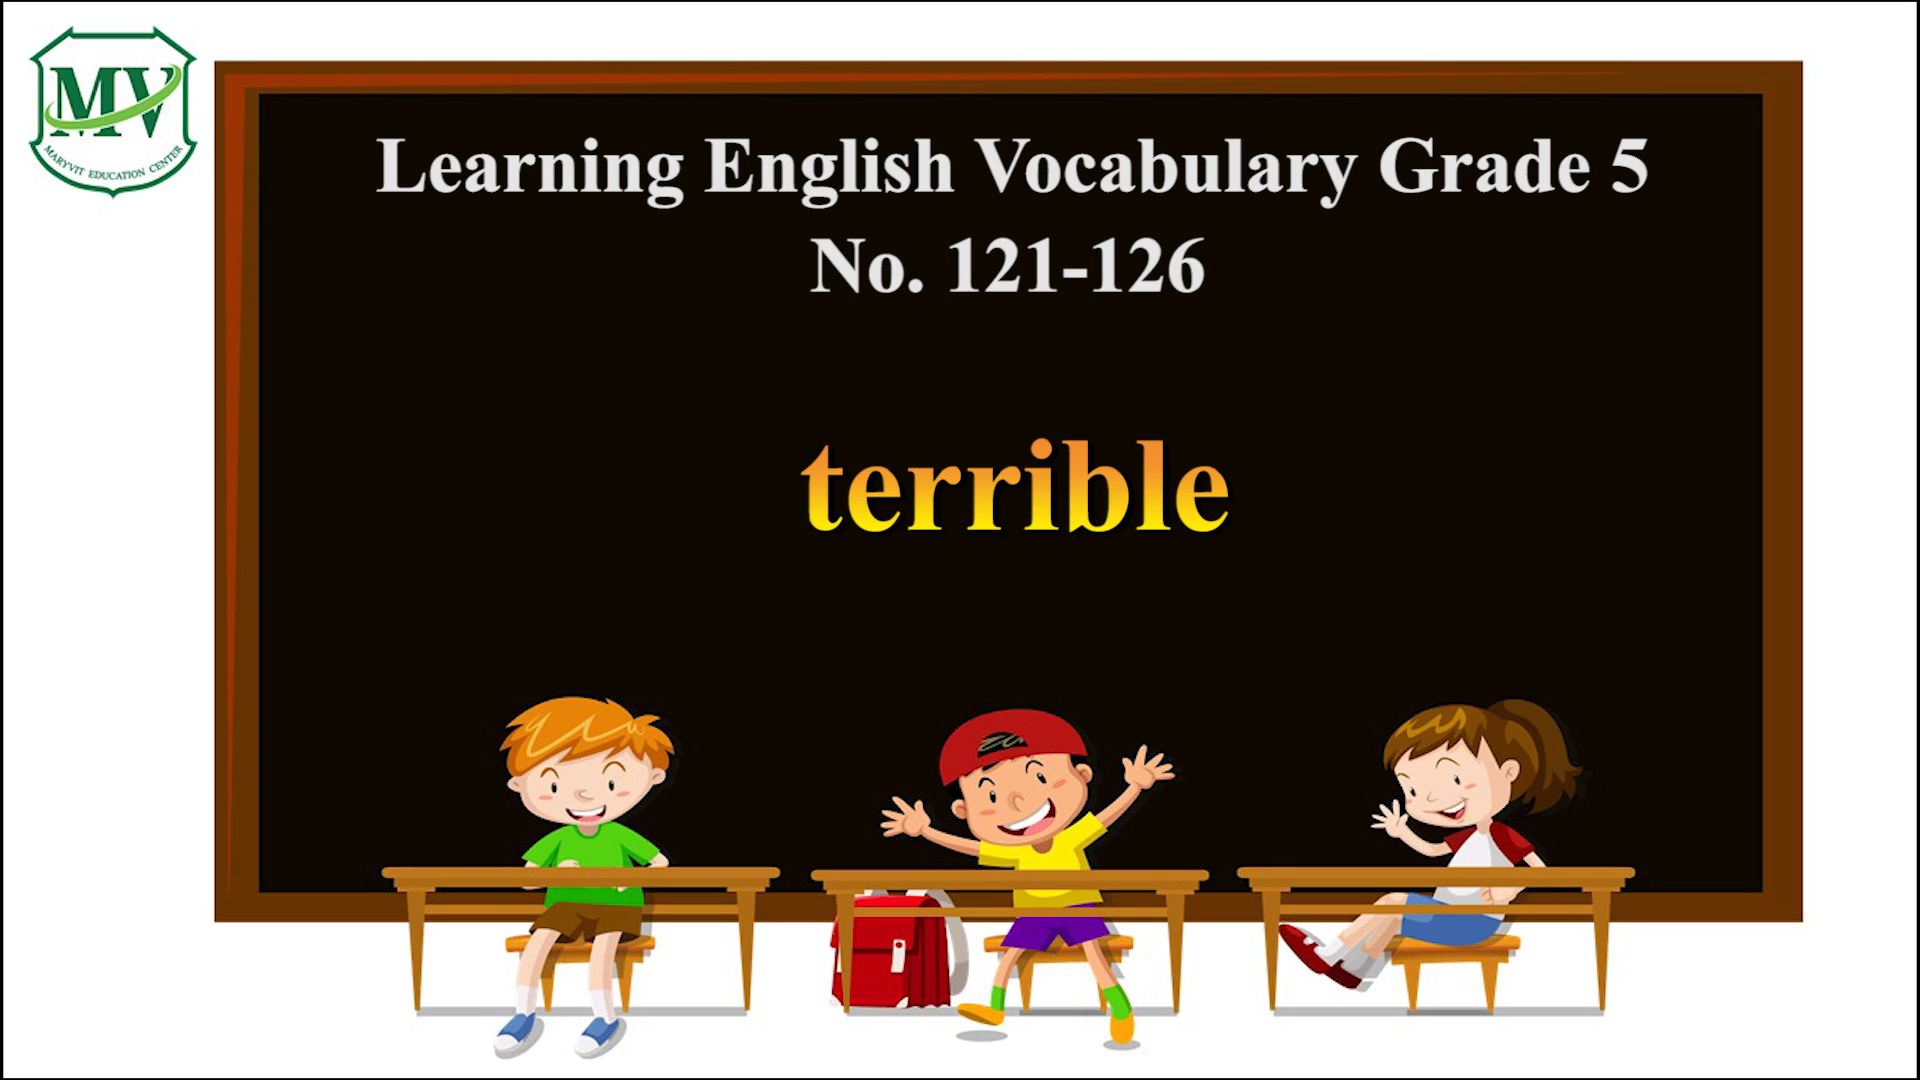 MV
MARYVIT EDUCATION CENTER
Learning English Vocabulary Grade 5
No. 121-126
terrible